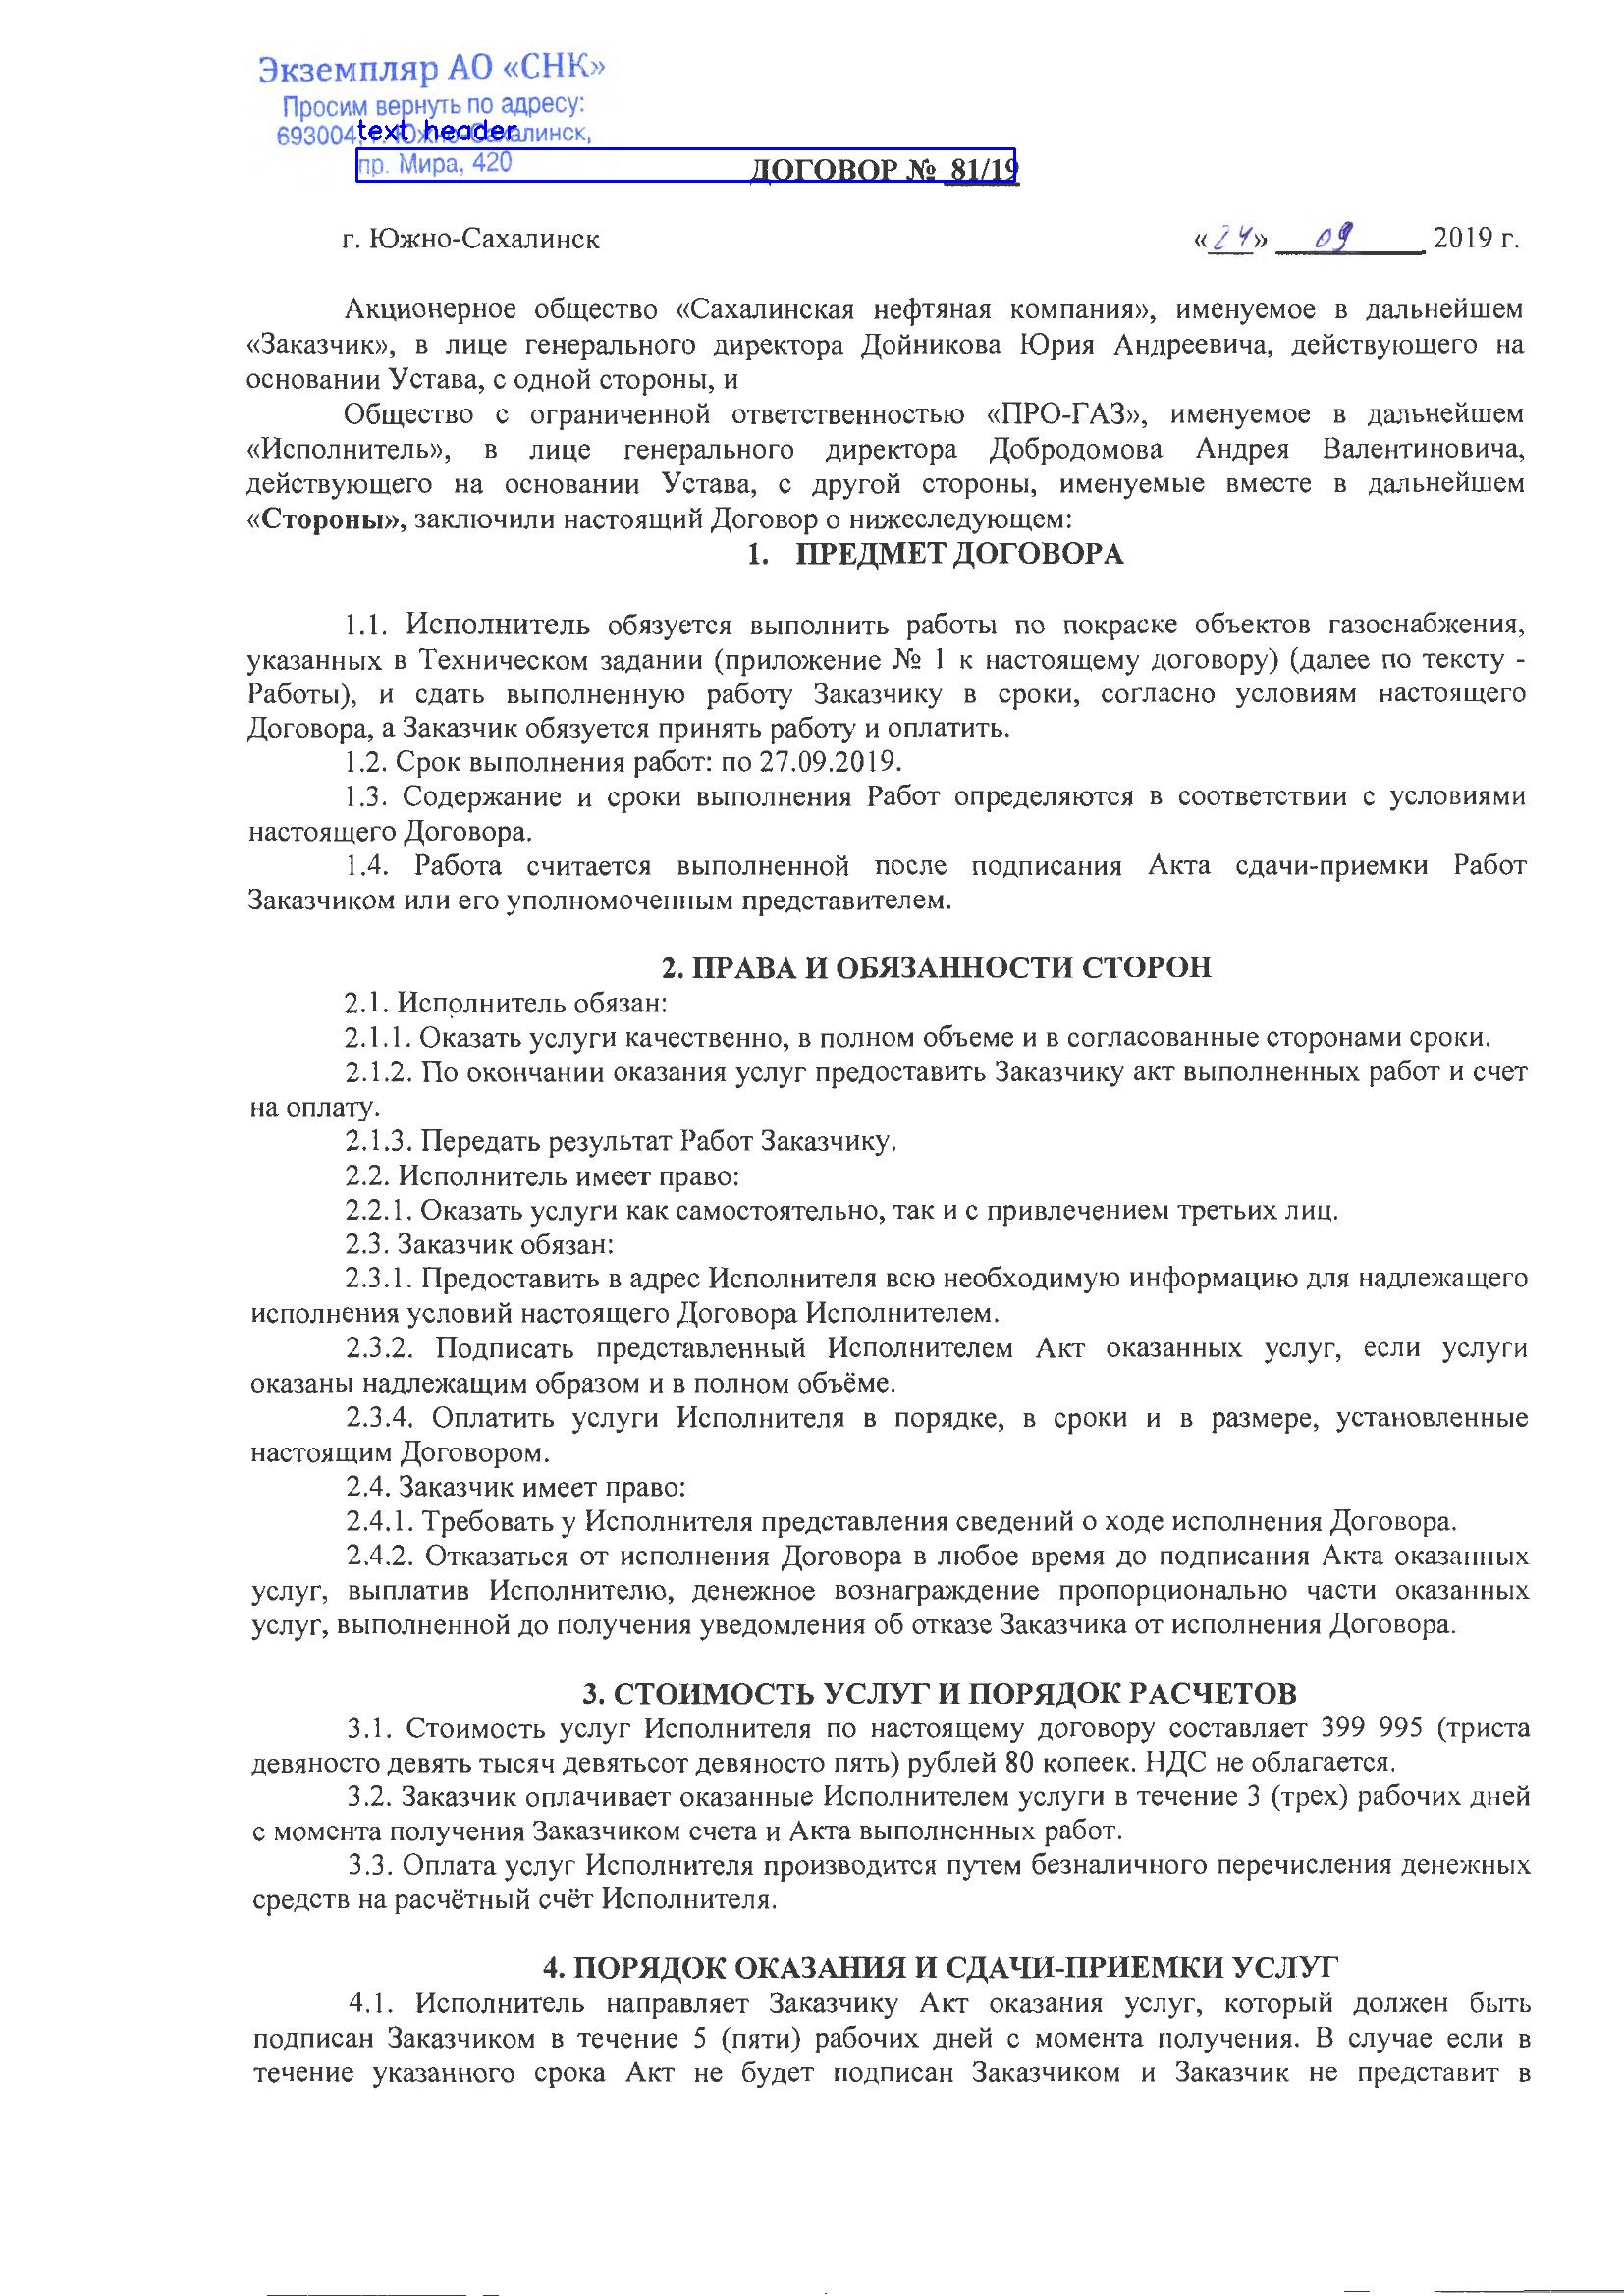 Экземпляр АО «СНК»
Просим вернуть по адресу:
693004, г. Южно-Сахалинск,
text_header
пр. Мира, 420
ДОГОВОР № 81/19
г. Южно-Сахалинск «24» 09 2019 г.
Акционерное общество «Сахалинская нефтяная компания», именуемое в дальнейшем
«Заказчик», в лице генерального директора Дойникова Юрия Андреевича, действующего на
основании Устава, с одной стороны, и
Общество с ограниченной ответственностью «ПРО-ГАЗ», именуемое в дальнейшем
«Исполнитель», в лице генерального директора Добродомова Андрея Валентиновича,
действующего на основании Устава, с другой стороны, именуемые вместе в дальнейшем
«Стороны», заключили настоящий Договор о нижеследующем:
1. ПРЕДМЕТ ДОГОВОРА
1.1. Исполнитель обязуется выполнить работы по покраске объектов газоснабжения,
указанных в Техническом задании (приложение № 1 к настоящему договору) (далее по тексту -
Работы), и сдать выполненную работу Заказчику в сроки, согласно условиям настоящего
Договора, а Заказчик обязуется принять работу и оплатить.
1.2. Срок выполнения работ: по 27.09.2019.
1.3. Содержание и сроки выполнения Работ определяются в соответствии с условиями
настоящего Договора.
1.4. Работа считается выполненной после подписания Акта сдачи-приемки Работ
Заказчиком или его уполномоченным представителем.
2. ПРАВА И ОБЯЗАННОСТИ СТОРОН
2.1. Исполнитель обязан:
2.1.1. Оказать услуги качественно, в полном объеме и в согласованные сторонами сроки.
2.1.2. По окончании оказания услуг предоставить Заказчику акт выполненных работ и счет
на оплату.
2.1.3. Передать результат Работ Заказчику.
2.2. Исполнитель имеет право:
2.2.1. Оказать услуги как самостоятельно, так и с привлечением третьих лиц.
2.3. Заказчик обязан:
2.3.1. Предоставить в адрес Исполнителя всю необходимую информацию для надлежащего
исполнения условий настоящего Договора Исполнителем.
2.3.2. Подписать представленный Исполнителем Акт оказанных услуг, если услуги
оказаны надлежащим образом и в полном объёме.
2.3.4. Оплатить услуги Исполнителя в порядке, в сроки и в размере, установленные
настоящим Договором.
2.4. Заказчик имеет право:
2.4.1. Требовать у Исполнителя представления сведений о ходе исполнения Договора.
2.4.2. Отказаться от исполнения Договора в любое время до подписания Акта оказанных
услуг, выплатив Исполнителю, денежное вознаграждение пропорционально части оказанных
услуг, выполненной до получения уведомления об отказе Заказчика от исполнения Договора.
3. СТОИМОСТЬ УСЛУГ И ПОРЯДОК РАСЧЕТОВ
3.1. Стоимость услуг Исполнителя по настоящему договору составляет 399 995 (триста
девяносто девять тысяч девятьсот девяносто пять) рублей 80 копеек. НДС не облагается.
3.2. Заказчик оплачивает оказанные Исполнителем услуги в течение 3 (трех) рабочих дней
с момента получения Заказчиком счета и Акта выполненных работ.
3.3. Оплата услуг Исполнителя производится путем безналичного перечисления денежных
средств на расчётный счёт Исполнителя.
4. ПОРЯДОК ОКАЗАНИЯ И СДАЧИ-ПРИЕМКИ УСЛУГ
4.1. Исполнитель направляет Заказчику Акт оказания услуг, который должен быть
подписан Заказчиком в течение 5 (пяти) рабочих дней с момента получения. В случае если в
течение указанного срока Акт не будет подписан Заказчиком и Заказчик не представит в